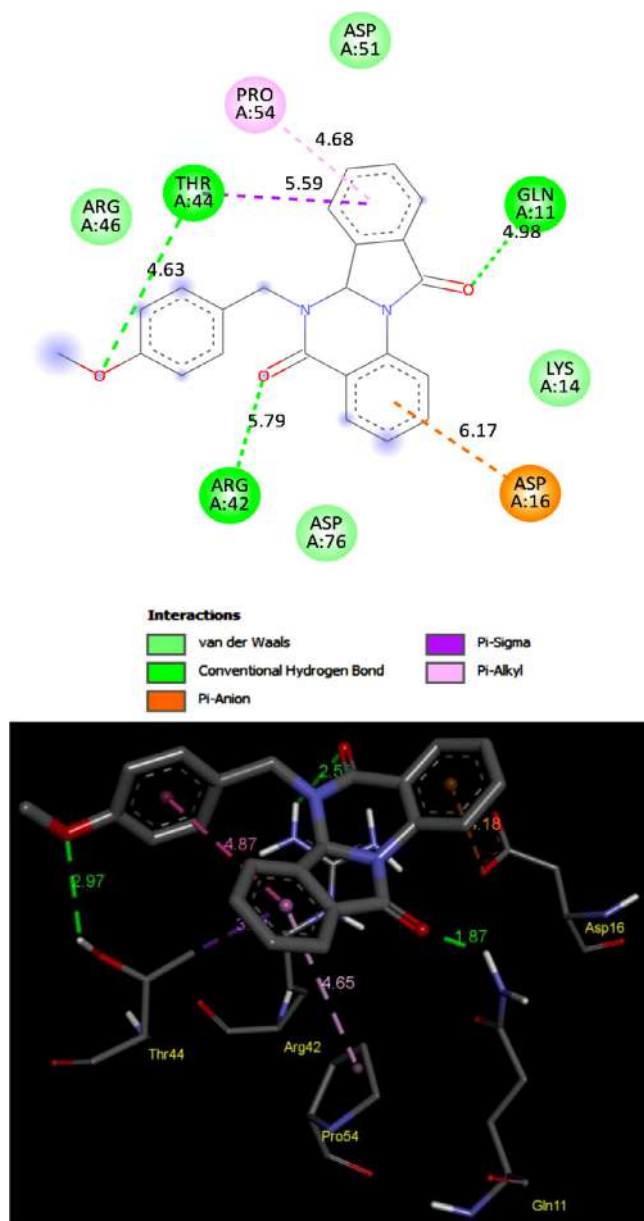 ASP
A:51
PRO
A:54
4.68
5.59
THR
A:44
ARG
A:46
GLN
A:11
4.98
4.63
N
N
O
O
O
LYS
A:14
5.79
6.17
ARG
A:42
ASP
A:16
ASP
A:76
Interactions
van der Waals
Conventional Hydrogen Bond
Pi-Anion
Pi-Sigma
Pi-Alkyl
4.87
2.97
1.87
4.65
Asp16
Thr44
Arg42
Pro54
Gln11